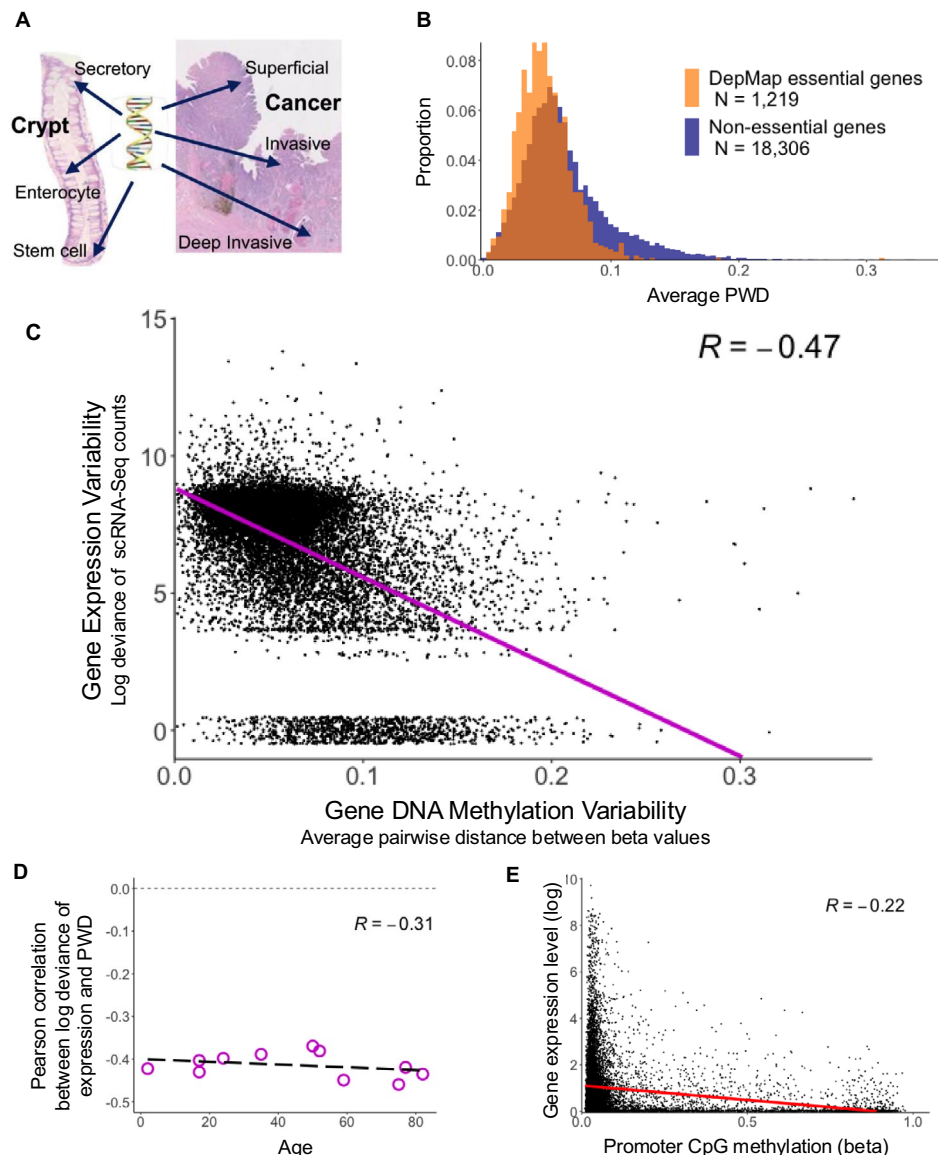 A
Secretory
Crypt
Enterocyte
Stem cell
Superficial
Cancer
Invasive
Deep Invasive
B
Proportion
0.08
0.06
0.04
0.02
0.00
0.0
0.1
0.2
0.3
Average PWD
DepMap essential genes
N = 1,219
Non-essential genes
N = 18,306
C
Gene Expression Variability
Log deviance of scRNA-Seq counts
15
10
5
0
0.0
0.1
0.2
0.3
R = −0.47
Gene DNA Methylation Variability
Average pairwise distance between beta values
D
Pearson correlation
between log deviance of
expression and PWD
0.0
-0.1
-0.2
-0.3
-0.4
-0.5
0
20
40
60
80
Age
R = −0.31
E
Gene expression level (log)
10
8
6
4
2
0
0.0
0.5
1.0
R = −0.22
Promoter CpG methylation (beta)